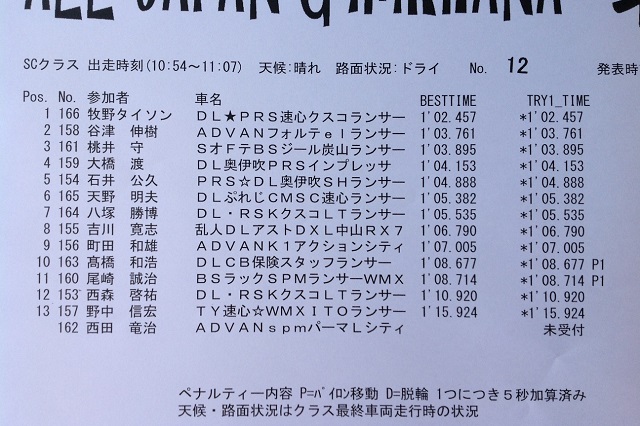 ALL JAPAN GIMKHANA
SCクラス 出走時刻(10:54～11:07) 天候:晴れ 路面状況:ドライ No. 12 発表時
Pos. No. 参加者 車名 BESTTIME TRY1_TIME
1 166 牧野タイソン DL★PRS速心クスコランサー 1'02.457 *1'02.457
2 158 谷津 伸樹 ADVANフォルテelランサー 1'03.761 *1'03.761
3 161 桃井 守 SオFテBSジール炭山ランサー 1'03.895 *1'03.895
4 159 大橋 渡 DL奥伊吹PRSインプレッサ 1'04.153 *1'04.153
5 154 石井 公久 PRS☆DL奥伊吹SHランサー 1'04.888 *1'04.888
6 165 天野 明夫 DLぷれじCMSC速心ランサー 1'05.382 *1'05.382
7 164 八塚 勝博 DL・RSKクスコLTランサー 1'05.535 *1'05.535
8 155 吉川 寛志 乱人DLアストDXL中山RX7 1'06.790 *1'06.790
9 156 町田 和雄 ADVANK1アクションシティ 1'07.005 *1'07.005
10 163 髙橋 和浩 DLCB保険スタッフランサー 1'08.677 *1'08.677 P1
11 160 尾崎 誠治 BSラックSPMランサーWMX 1'08.714 *1'08.714 P1
12 153 西森 啓祐 DL・RSKクスコLTランサー 1'10.920 *1'10.920
13 157 野中 信宏 TY速心☆WMXITOランサー 1'15.924 *1'15.924
162 西田 竜治 ADVANspmパーマLシティ 未受付
ペナルティー内容 P=ﾊﾟｲﾛﾝ移動 D=脱輪 1つにつき５秒加算済み
天候・路面状況はクラス最終車両走行時の状況